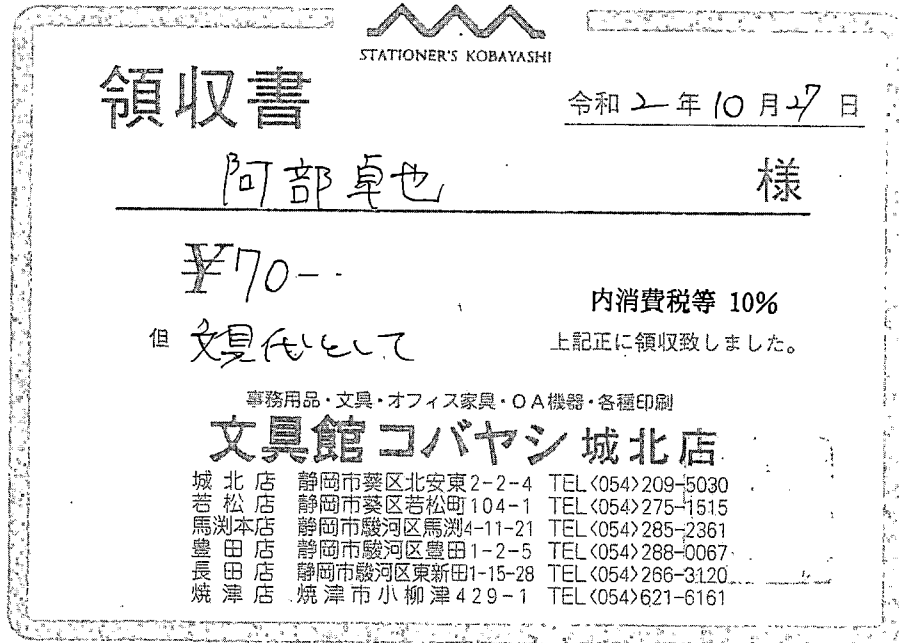 STATIONER'S KOBAYASHI
領収書
令和 2 年 10 月 27 日
阿部卓也 様
¥70-
内消費税等 10%
但 文具代として
上記正に領収致しました。
事務用品・文具・オフィス家具・OA機器・各種印刷
文具館コバヤシ 城北店
城北店 静岡市葵区北安東2-2-4 TEL<054>209-5030
若松店 静岡市葵区若松町104-1 TEL<054>275-1515
馬渕本店 静岡市駿河区馬渕4-11-21 TEL<054>285-2361
豊田店 静岡市駿河区豊田1-2-5 TEL<054>288-0067
長田店 静岡市駿河区東新田1-15-28 TEL<054>266-3120
焼津店 焼津市小柳津429-1 TEL<054>621-6161